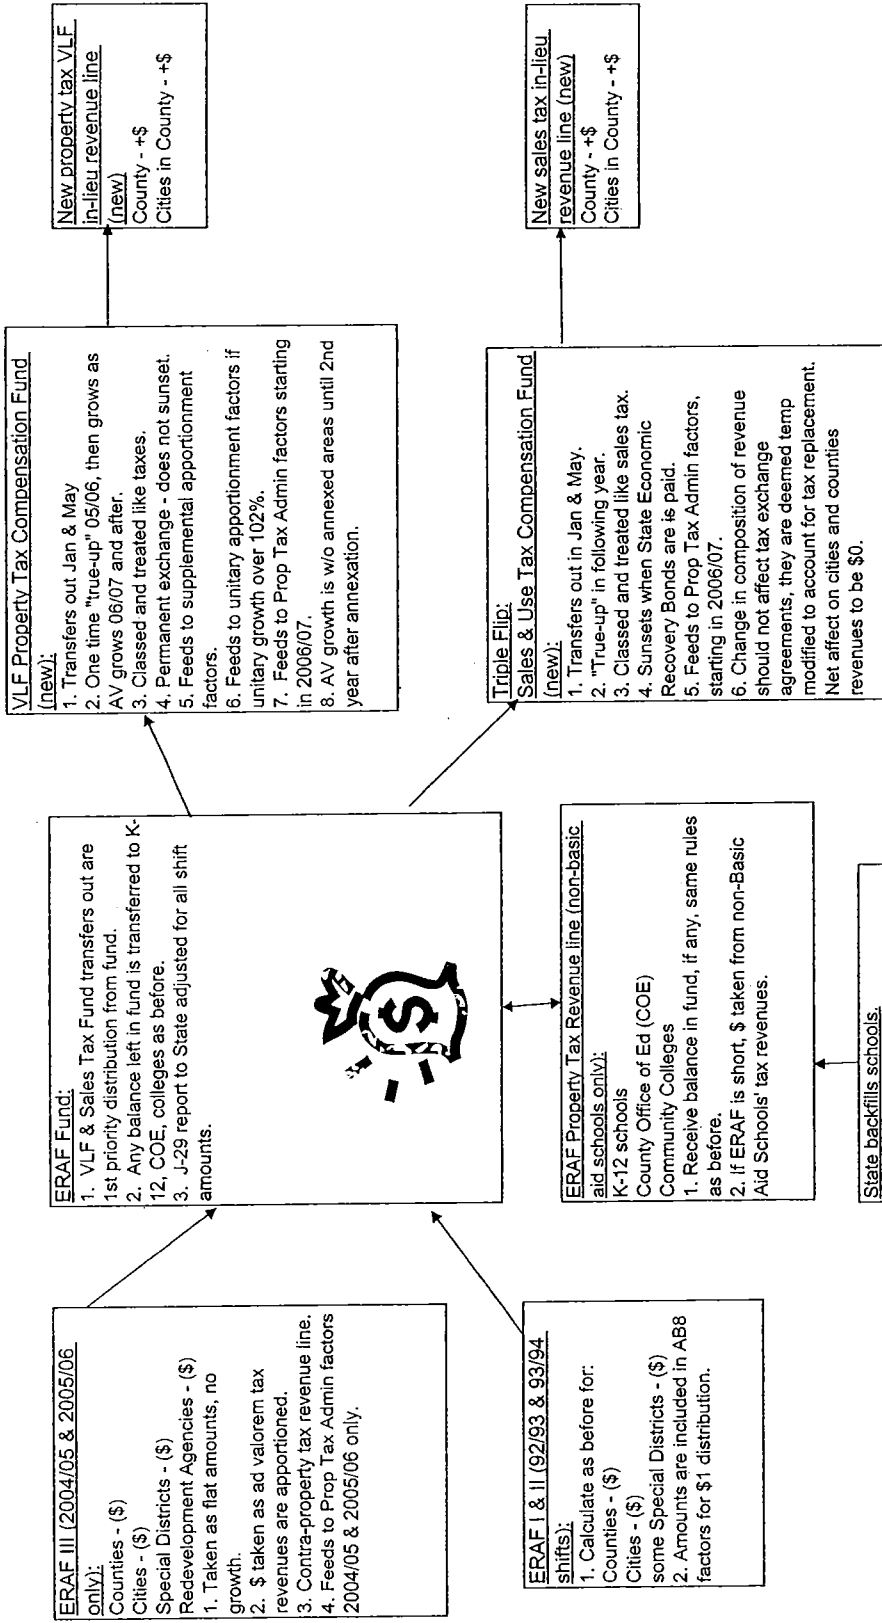 ERAF III (2004/05 & 2005/06
only):
Counties - ($)
Cities - ($)
Special Districts - ($)
Redevelopment Agencies - ($)
1. Taken as flat amounts, no
growth.
2. $ taken as ad valorem tax
revenues are apportioned.
3. Contra-property tax revenue line.
4. Feeds to Prop Tax Admin factors
2004/05 & 2005/06 only.
ERAF I & II (92/93 & 93/94
shifts):
1. Calculate as before for:
Counties - ($)
Cities - ($)
some Special Districts - ($)
2. Amounts are included in AB8
factors for $1 distribution.
ERAF Fund:
1. VLF & Sales Tax Fund transfers out are
1st priority distribution from fund.
2. Any balance left in fund is transferred to K-
12, COE, colleges as before.
3. J-29 report to State adjusted for all shift
amounts.
$
ERAF Property Tax Revenue line (non-basic
aid schools only):
K-12 schools
County Office of Ed (COE)
Community Colleges
1. Receive balance in fund, if any, same rules
as before.
2. If ERAF is short, $ taken from non-Basic
Aid Schools' tax revenues.
State backfills schools.
VLF Property Tax Compensation Fund
(new):
1. Transfers out Jan & May
2. One time "true-up" 05/06, then grows as
AV grows 06/07 and after.
3. Classed and treated like taxes.
4. Permanent exchange - does not sunset.
5. Feeds to supplemental apportionment
factors.
6. Feeds to unitary apportionment factors if
unitary growth over 102%.
7. Feeds to Prop Tax Admin factors starting
in 2006/07.
8. AV growth is w/o annexed areas until 2nd
year after annexation.
Triple Flip:
Sales & Use Tax Compensation Fund
(new):
1. Transfers out in Jan & May.
2. "True-up" in following year.
3. Classed and treated like sales tax.
4. Sunsets when State Economic
Recovery Bonds are is paid.
5. Feeds to Prop Tax Admin factors,
starting in 2006/07.
6. Change in composition of revenue
should not affect tax exchange
agreements, they are deemed temp
modified to account for tax replacement.
Net affect on cities and counties
revenues to be $0.
New property tax VLF
in-lieu revenue line
(new)
County - +$
Cities in County - +$
New sales tax in-lieu
revenue line (new)
County - +$
Cities in County - +$